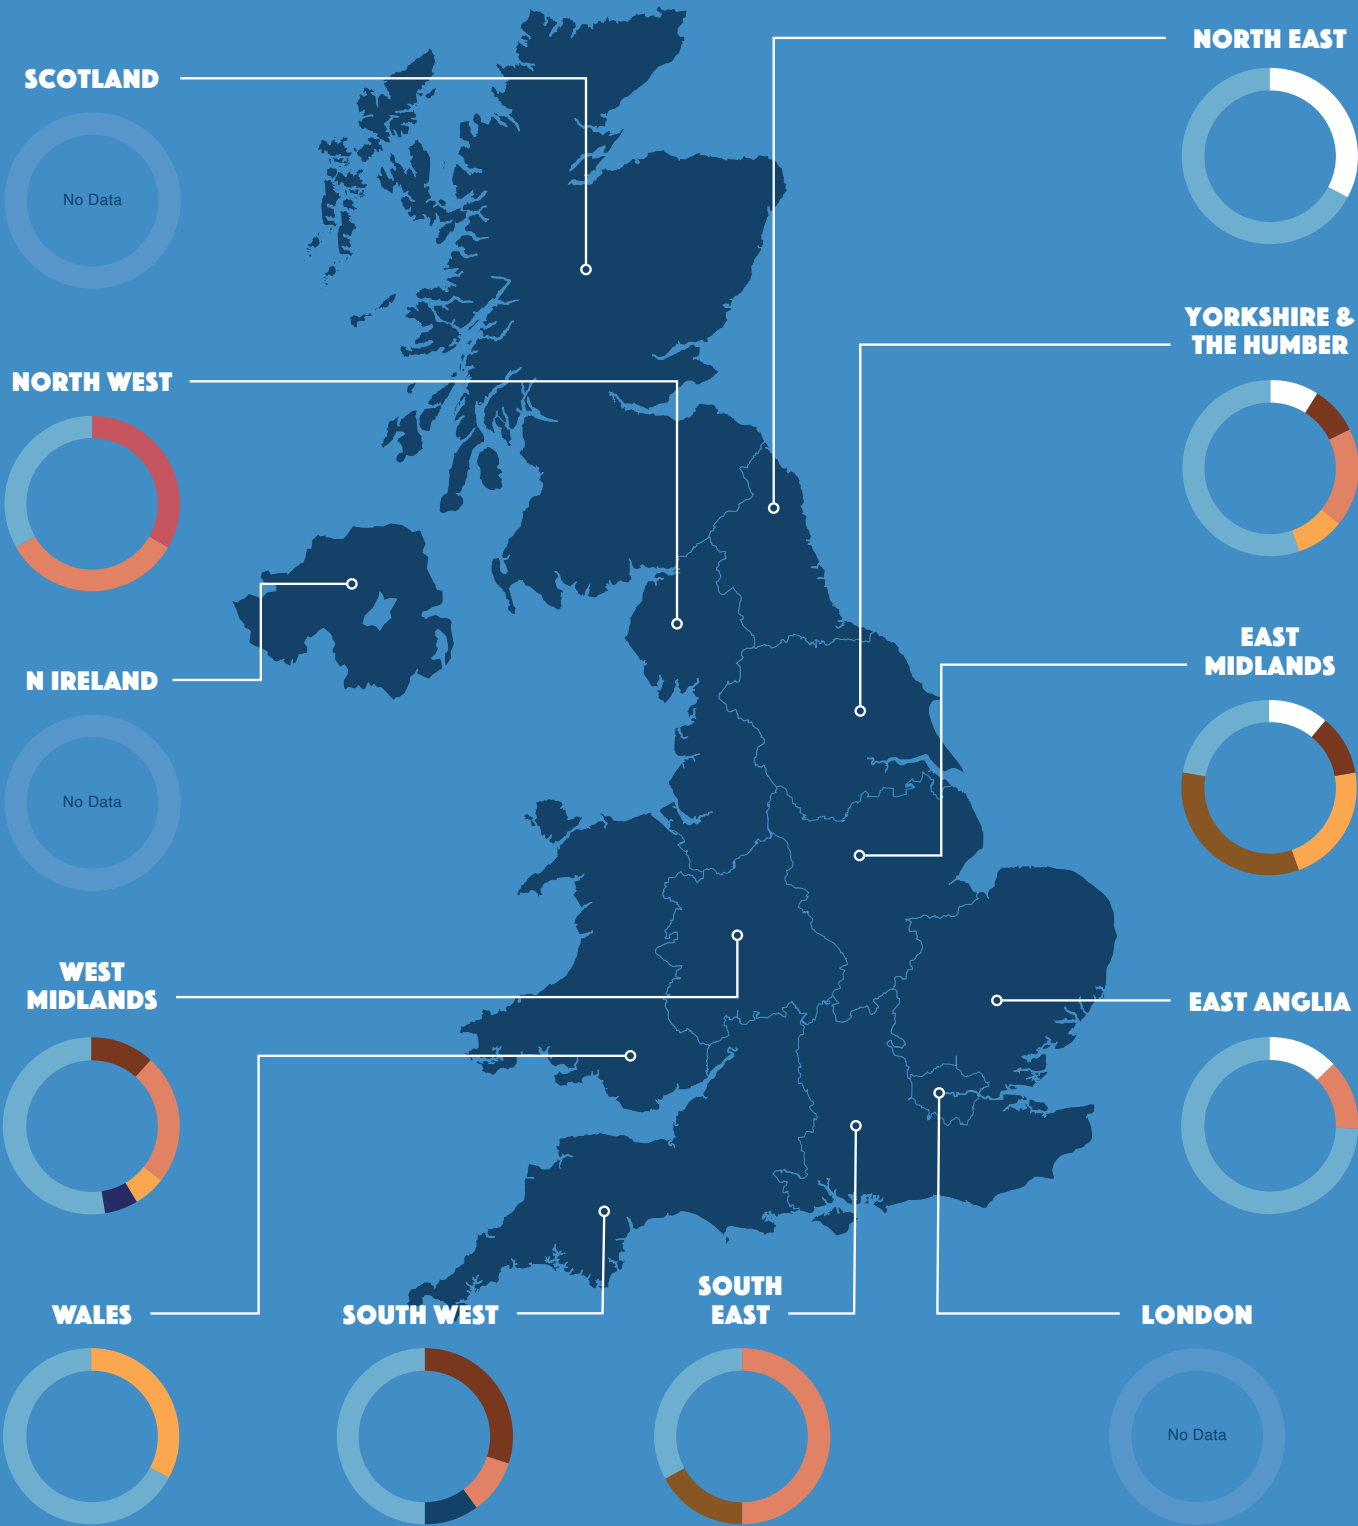 NORTH EAST
SCOTLAND
No Data
YORKSHIRE &
THE HUMBER
NORTH WEST
EAST
MIDLANDS
N IRELAND
No Data
WEST
MIDLANDS
EAST ANGLIA
WALES
SOUTH WEST
SOUTH
EAST
LONDON
No Data